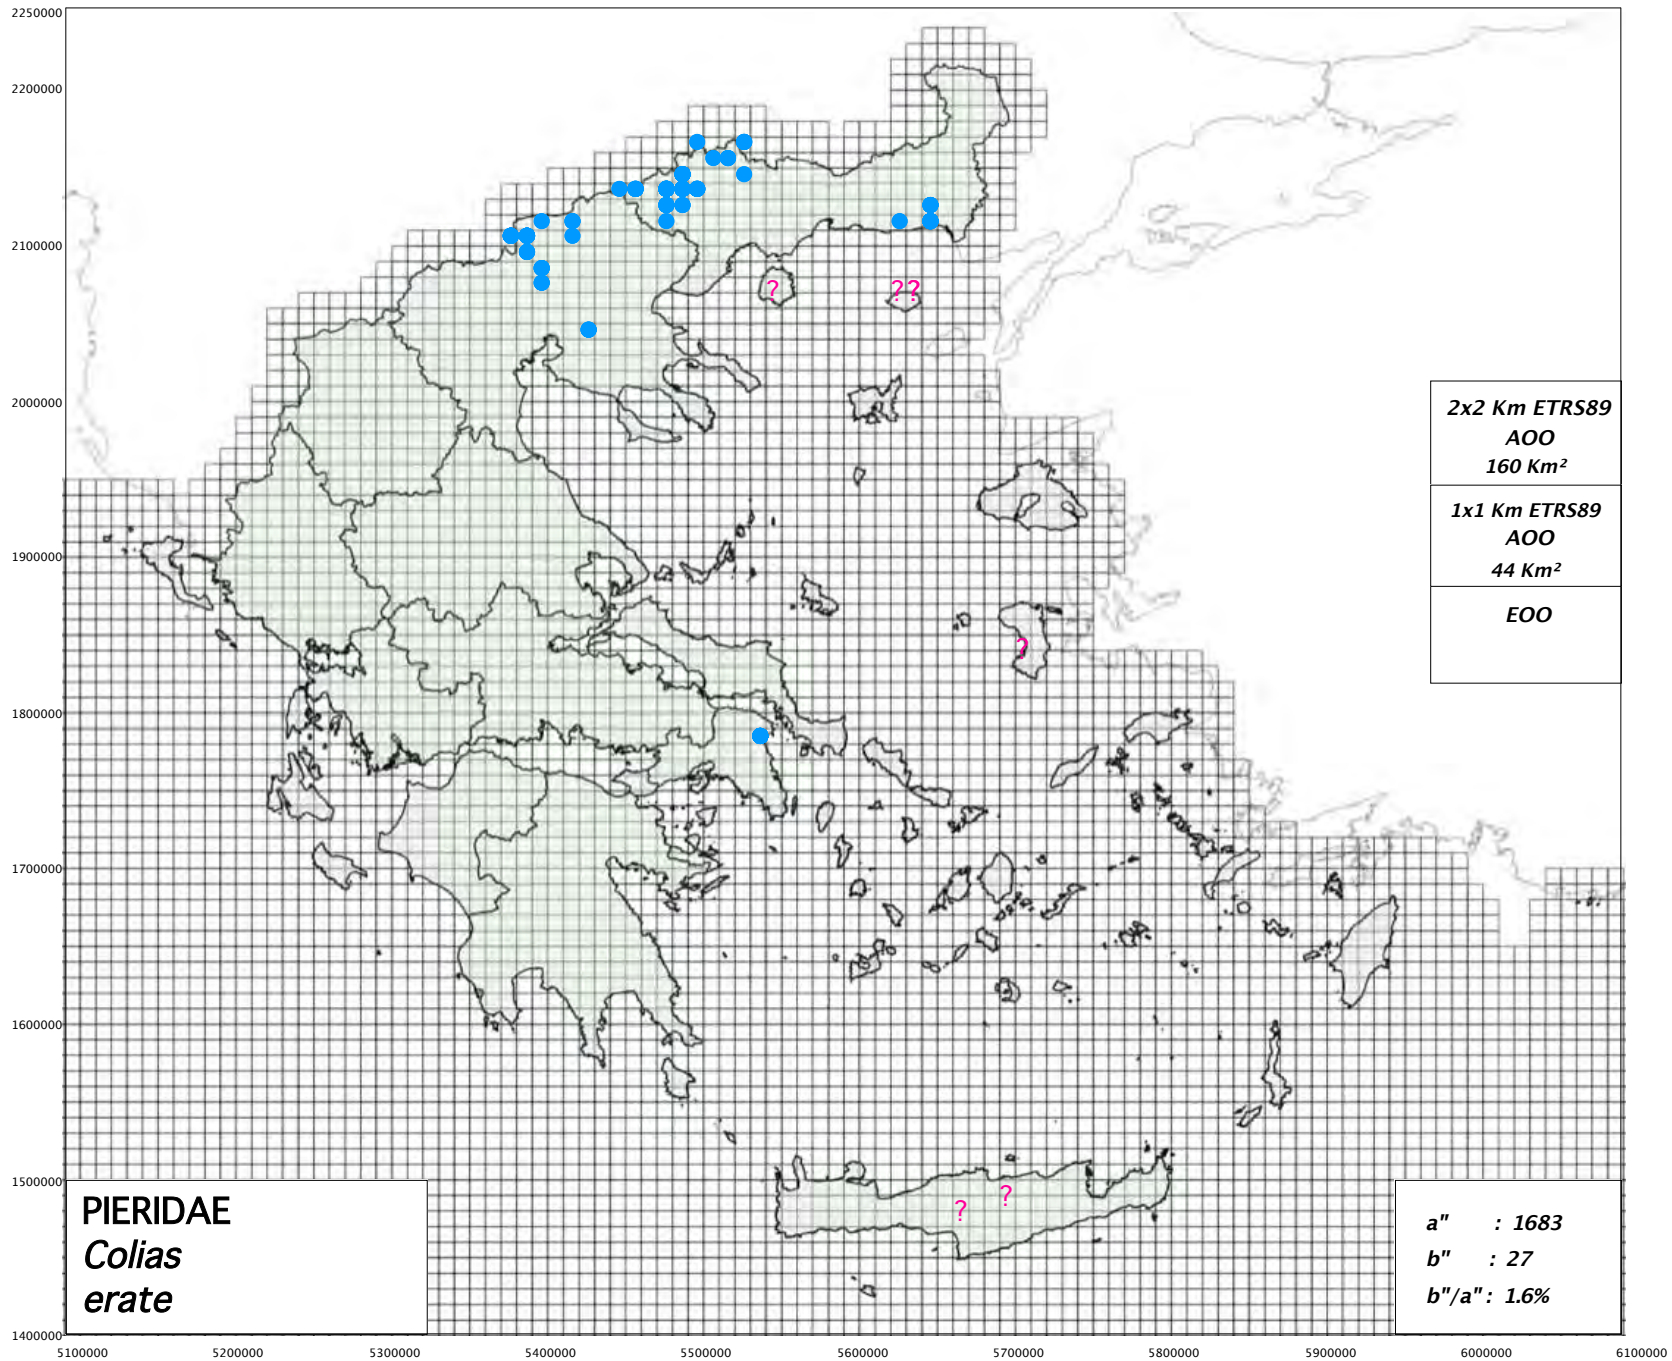 2250000
2200000
2100000
2000000
1900000
1800000
1700000
1600000
1500000
1400000
5100000 5200000 5300000 5400000 5500000 5600000 5700000 5800000 5900000 6000000 6100000
? ? ?
?
? ?
2x2 Km ETRS89
AOO
160 Km²
1x1 Km ETRS89
AOO
44 Km²
EOO
PIERIDAE
Colias
erate
a" : 1683
b" : 27
b"/a" : 1.6%